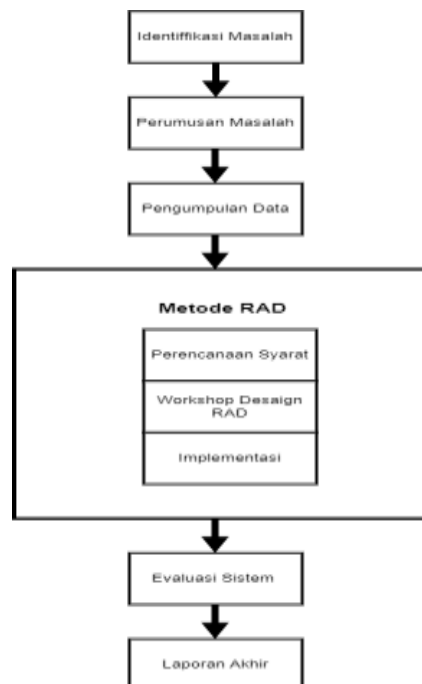 Identiffikasi Masalah
Perumusan Masalah
Pengumpulan Data
Metode RAD
Perencanaan Syarat
Workshop Desaign
RAD
Implementasi
Evaluasi Sistem
Laporan Akhir